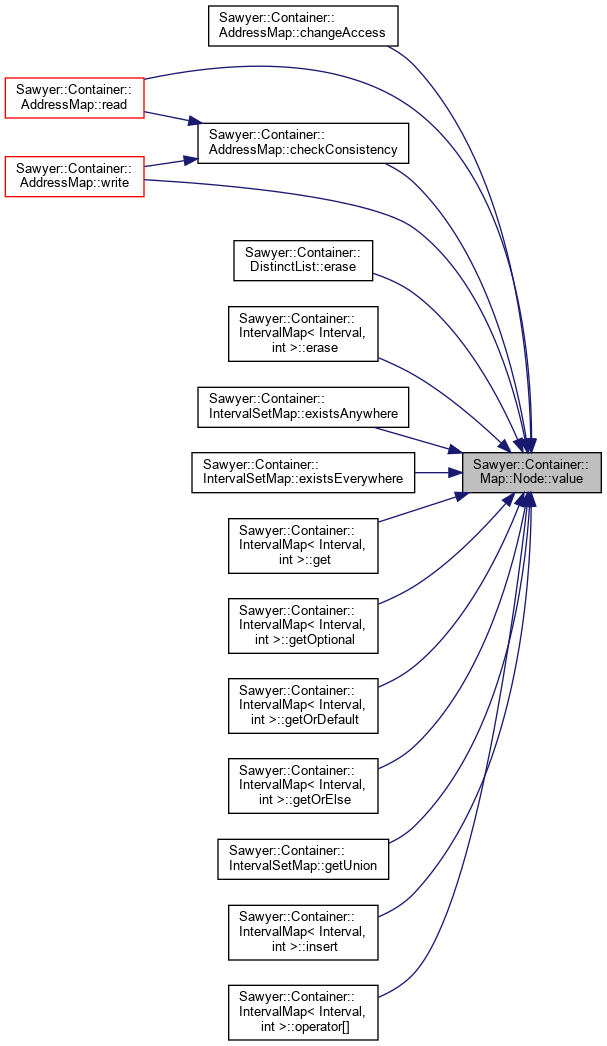 Sawyer::Container::
AddressMap::changeAccess
Sawyer::Container::
AddressMap::read
Sawyer::Container::
AddressMap::checkConsistency
Sawyer::Container::
AddressMap::write
Sawyer::Container::
DistinctList::erase
Sawyer::Container::
IntervalMap< Interval,
int >::erase
Sawyer::Container::
IntervalSetMap::existsAnywhere
Sawyer::Container::
IntervalSetMap::existsEverywhere
Sawyer::Container::
Map::Node::value
Sawyer::Container::
IntervalMap< Interval,
int >::get
Sawyer::Container::
IntervalMap< Interval,
int >::getOptional
Sawyer::Container::
IntervalMap< Interval,
int >::getOrDefault
Sawyer::Container::
IntervalMap< Interval,
int >::getOrElse
Sawyer::Container::
IntervalSetMap::getUnion
Sawyer::Container::
IntervalMap< Interval,
int >::insert
Sawyer::Container::
IntervalMap< Interval,
int >::operator[]